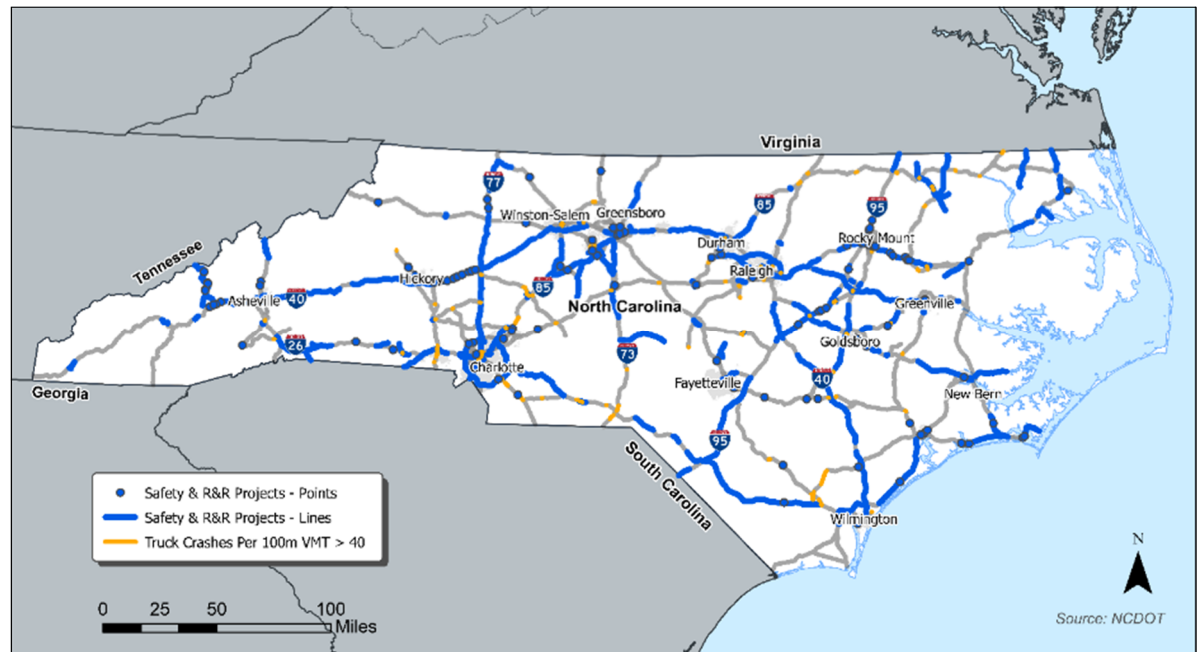 Virginia
77
85
95
Winston-Salem
Greensboro
Durham
Rocky Mount
Tennessee
Raleigh
Hickory
85
Asheville
40
North Carolina
Greenville
26
73
Goldsboro
Charlotte
Georgia
Fayetteville
40
New Bern
95
South Carolina
Wilmington
Safety & R&R Projects - Points
Safety & R&R Projects - Lines
Truck Crashes Per 100m VMT > 40
0 25 50 100
Miles
N
Source: NCDOT